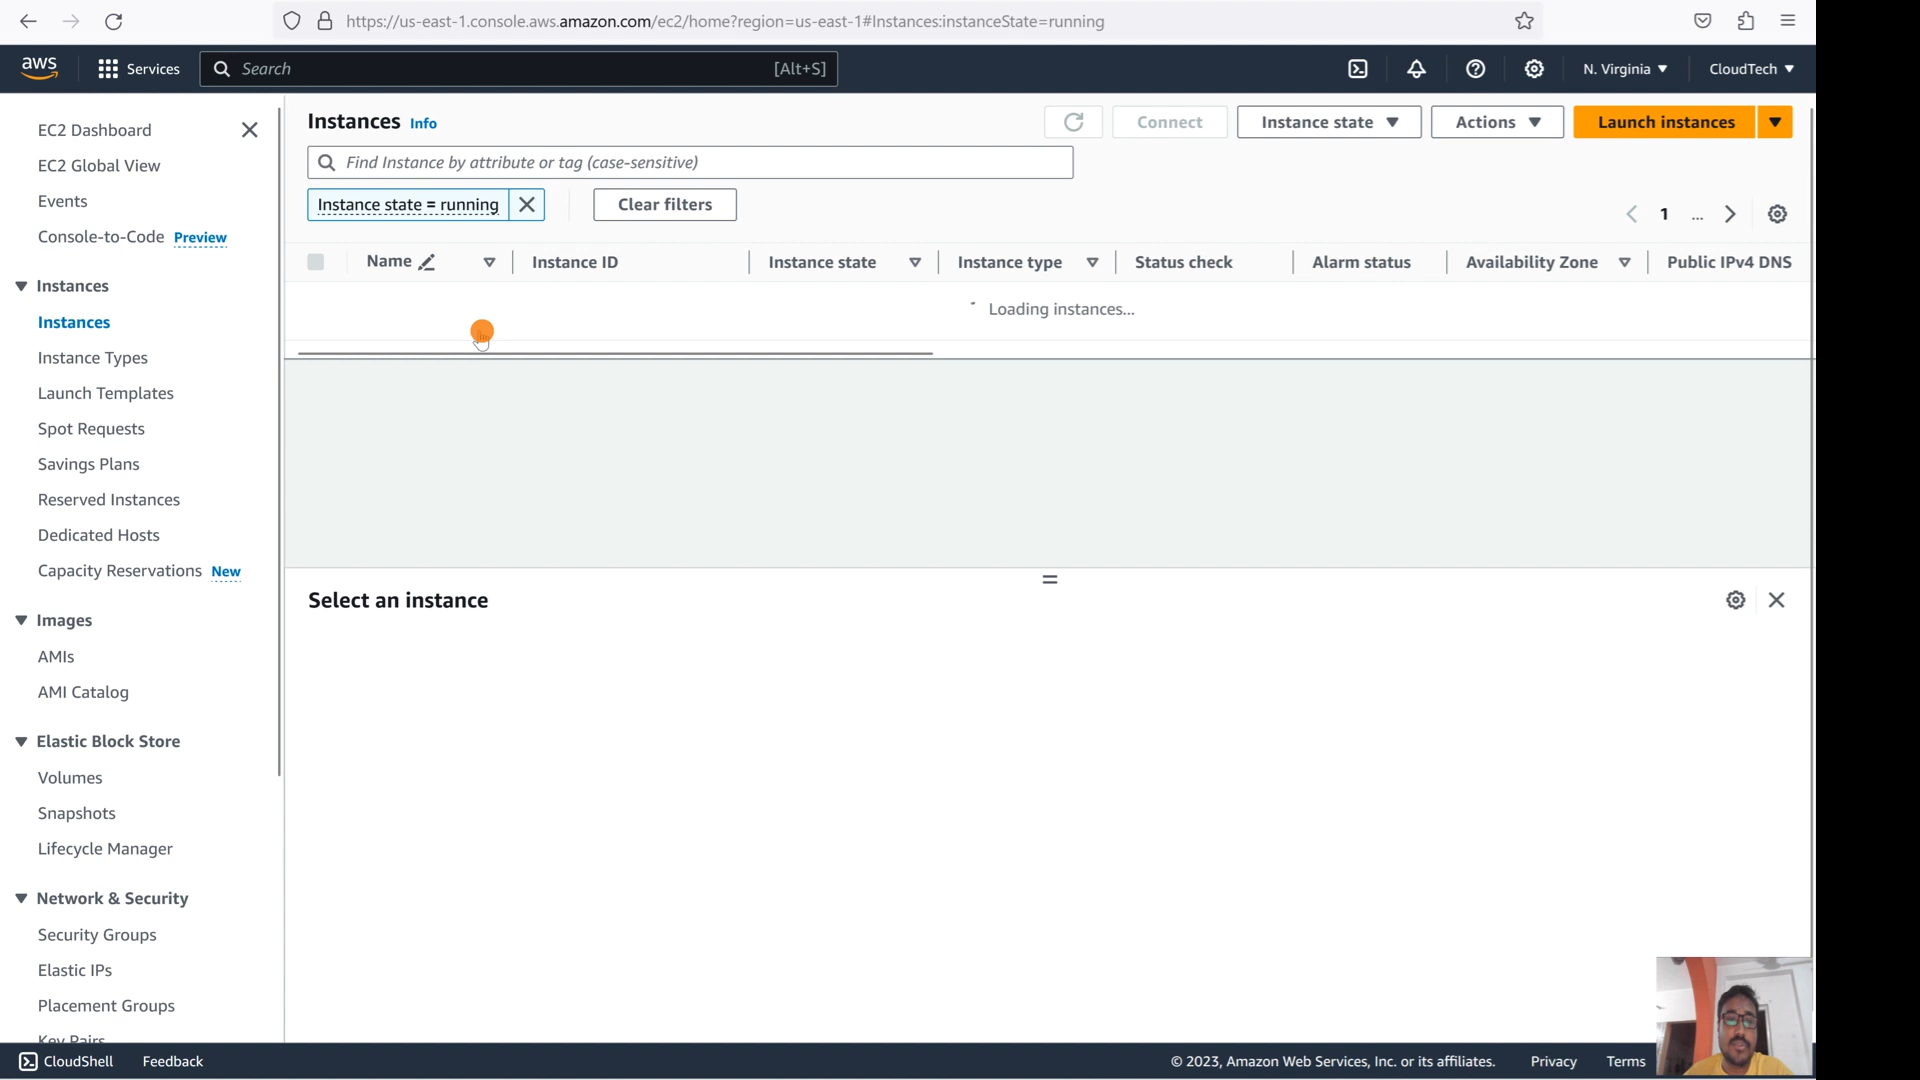 https://us-east-1.console.aws.amazon.com/ec2/home?region=us-east-1#Instances:instanceState=running
aws
Services
Search
[Alt+S]
N. Virginia
CloudTech
EC2 Dashboard
EC2 Global View
Events
Console-to-Code Preview
Instances
Instances
Instance Types
Launch Templates
Spot Requests
Savings Plans
Reserved Instances
Dedicated Hosts
Capacity Reservations New
Images
AMIs
AMI Catalog
Elastic Block Store
Volumes
Snapshots
Lifecycle Manager
Network & Security
Security Groups
Elastic IPs
Placement Groups
Key Pairs
Instances Info
Connect
Instance state
Actions
Launch instances
Find Instance by attribute or tag (case-sensitive)
Instance state = running
Clear filters
1 ...
Name
Instance ID
Instance state
Instance type
Status check
Alarm status
Availability Zone
Public IPv4 DNS
Loading instances...
Select an instance
CloudShell
Feedback
© 2023, Amazon Web Services, Inc. or its affiliates.
Privacy
Terms